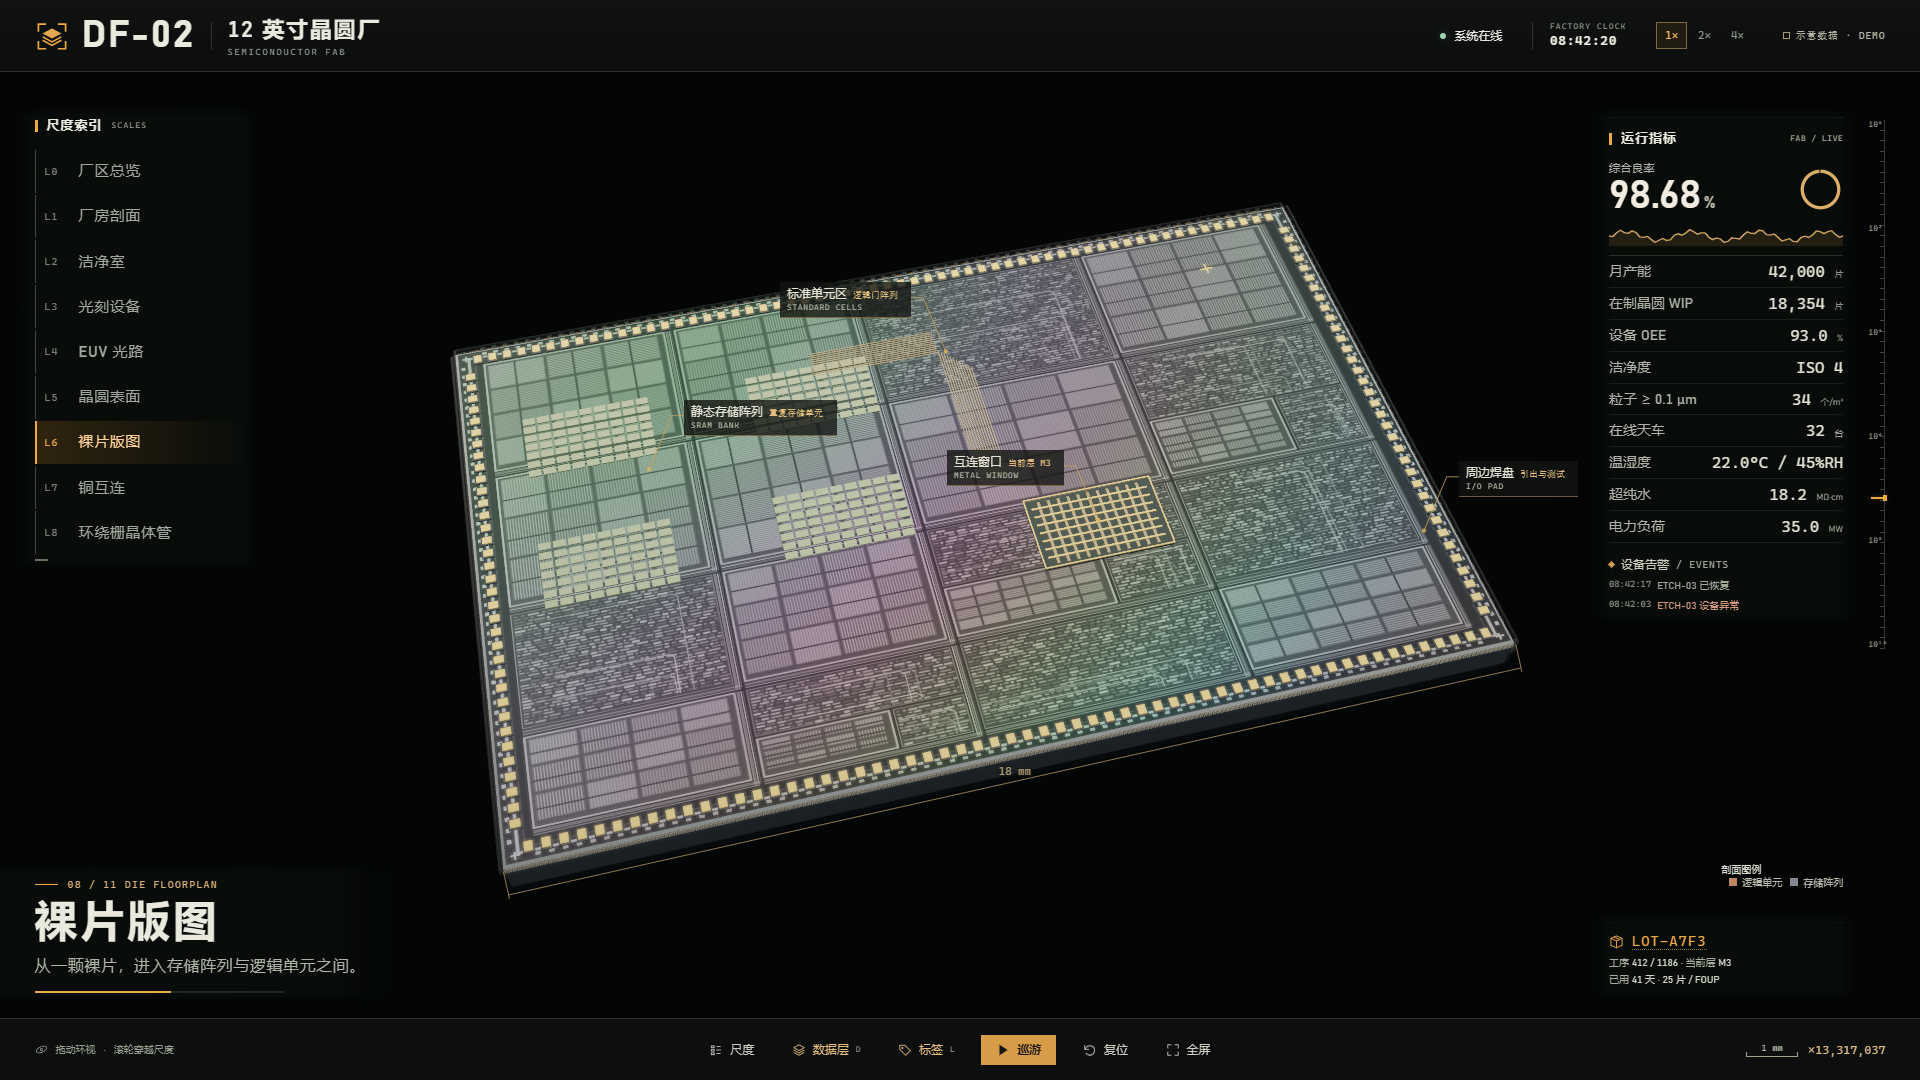 DF-02
12 英寸晶圆厂
SEMICONDUCTOR FAB
系统在线
FACTORY CLOCK
08:42:20
1×
2×
4×
示意数据 · DEMO
尺度索引 SCALES
L0 厂区总览
L1 厂房剖面
L2 洁净室
L3 光刻设备
L4 EUV 光路
L5 晶圆表面
L6 裸片版图
L7 铜互连
L8 环绕栅晶体管
标准单元区 逻辑门阵列
STANDARD CELLS
静态存储阵列 重复存储单元
SRAM BANK
互连窗口 当前层 M3
METAL WINDOW
周边焊盘 引出与测试
I/O PAD
18 mm
运行指标 FAB / LIVE
综合良率
98.68%
月产能 42,000 片
在制晶圆 WIP 18,354 片
设备 OEE 93.0 %
洁净度 ISO 4
粒子 ≥ 0.1 μm 34 个/m³
在线天车 32 台
温湿度 22.0°C / 45%RH
超纯水 18.2 MΩ·cm
电力负荷 35.0 MW
设备告警 / EVENTS
08:42:17 ETCH-03 已恢复
08:42:03 ETCH-03 设备异常
剖面图例
逻辑单元 存储阵列
LOT-A7F3
工序 412 / 1186 · 当前层 M3
已用 41 天 · 25 片 / FOUP
08 / 11 DIE FLOORPLAN
裸片版图
从一颗裸片，进入存储阵列与逻辑单元之间。
拖动环视 · 滚轮穿越尺度
尺度
数据层 D
标签 L
巡游
复位
全屏
1 mm
×13,317,037